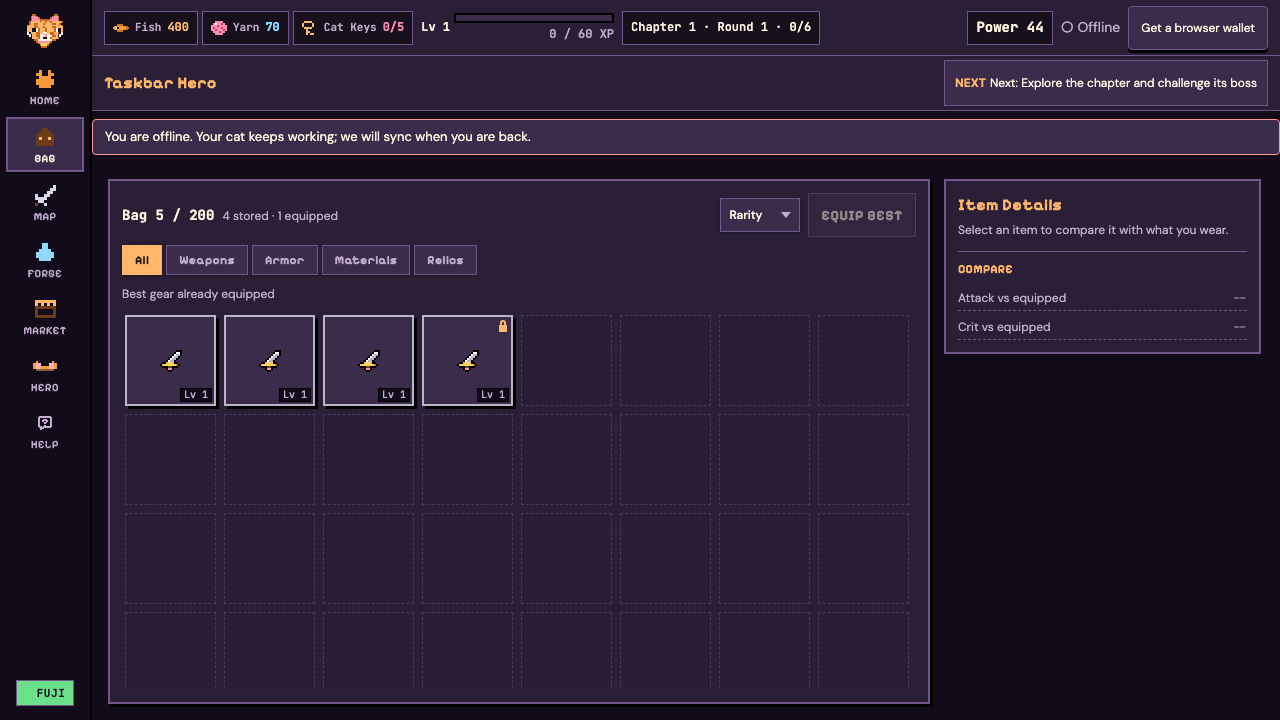 Fish 400
Yarn 70
Cat Keys 0/5
Lv 1
0 / 60 XP
Chapter 1 · Round 1 · 0/6
Power 44
Offline
Get a browser wallet
HOME
BAG
MAP
FORGE
MARKET
HERO
HELP
FUJI
Taskbar Hero
NEXT Next: Explore the chapter and challenge its boss
You are offline. Your cat keeps working; we will sync when you are back.
Bag 5 / 200 4 stored · 1 equipped
Rarity
EQUIP BEST
All
Weapons
Armor
Materials
Relics
Best gear already equipped
Lv 1
Lv 1
Lv 1
Lv 1
Item Details
Select an item to compare it with what you wear.
COMPARE
Attack vs equipped --
Crit vs equipped --